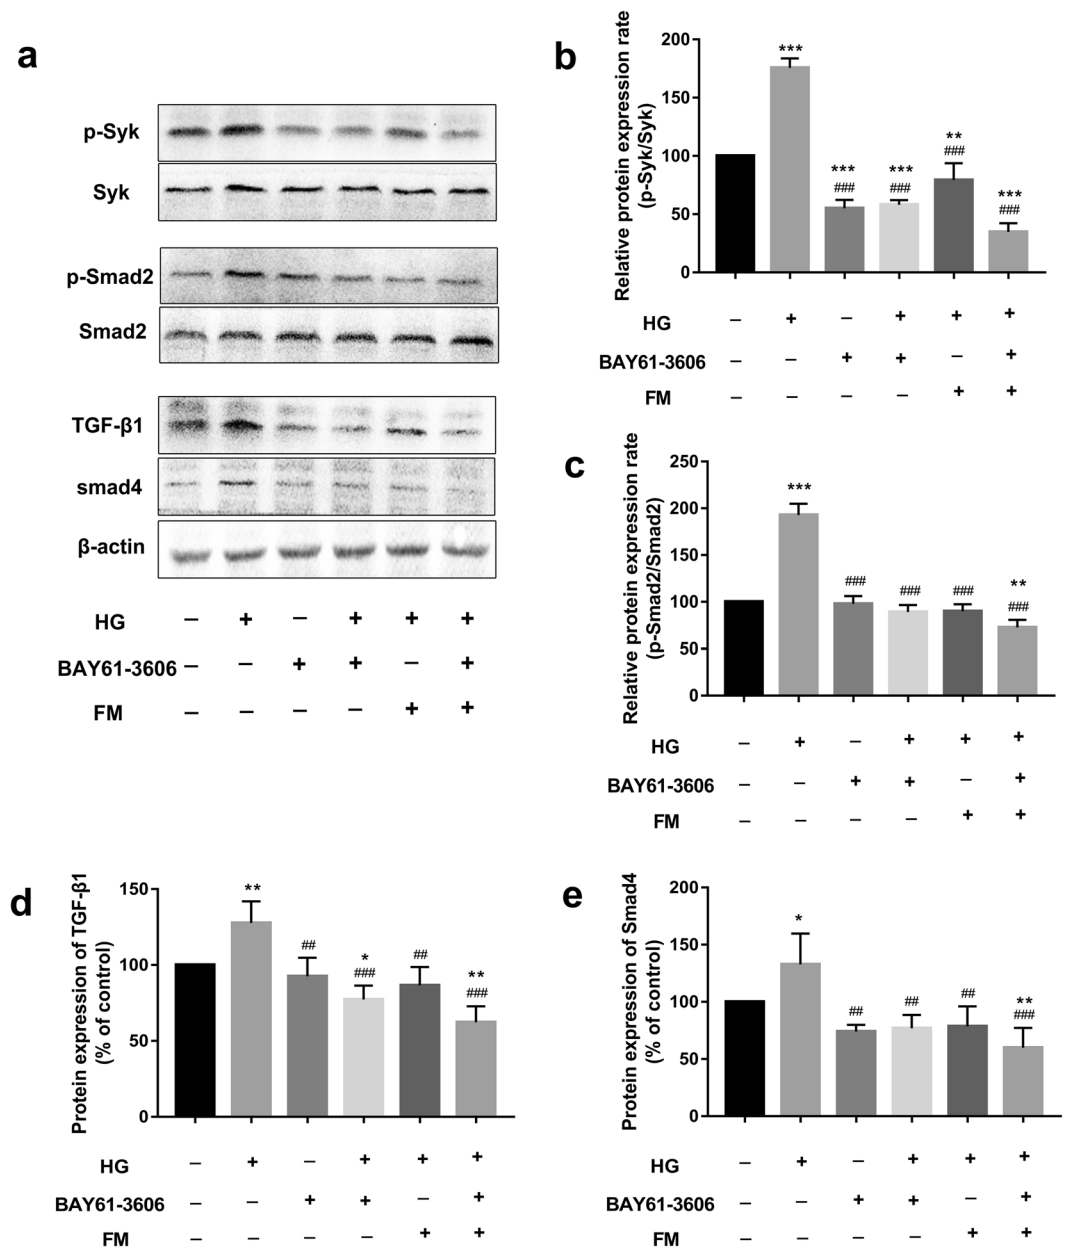 a
p-Syk
Syk
p-Smad2
Smad2
TGF-β1
smad4
β-actin
HG – + – + + +
BAY61-3606 – – + + – +
FM – – – – + +
b
Relative protein expression rate
(p-Syk/Syk)
200
150
100
50
0
*** *** ### *** ### ** ### *** ###
HG – + – + + +
BAY61-3606 – – + + – +
FM – – – – + +
c
Relative protein expression rate
(p-Smad2/Smad2)
250
200
150
100
50
0
*** ### ### ### ** ###
HG – + – + + +
BAY61-3606 – – + + – +
FM – – – – + +
d
Protein expression of TGF-β1
(% of control)
150
100
50
0
** ## * ### ## ** ###
HG – + – + + +
BAY61-3606 – – + + – +
FM – – – – + +
e
Protein expression of Smad4
(% of control)
200
150
100
50
0
* ## ## ## ** ###
HG – + – + + +
BAY61-3606 – – + + – +
FM – – – – + +